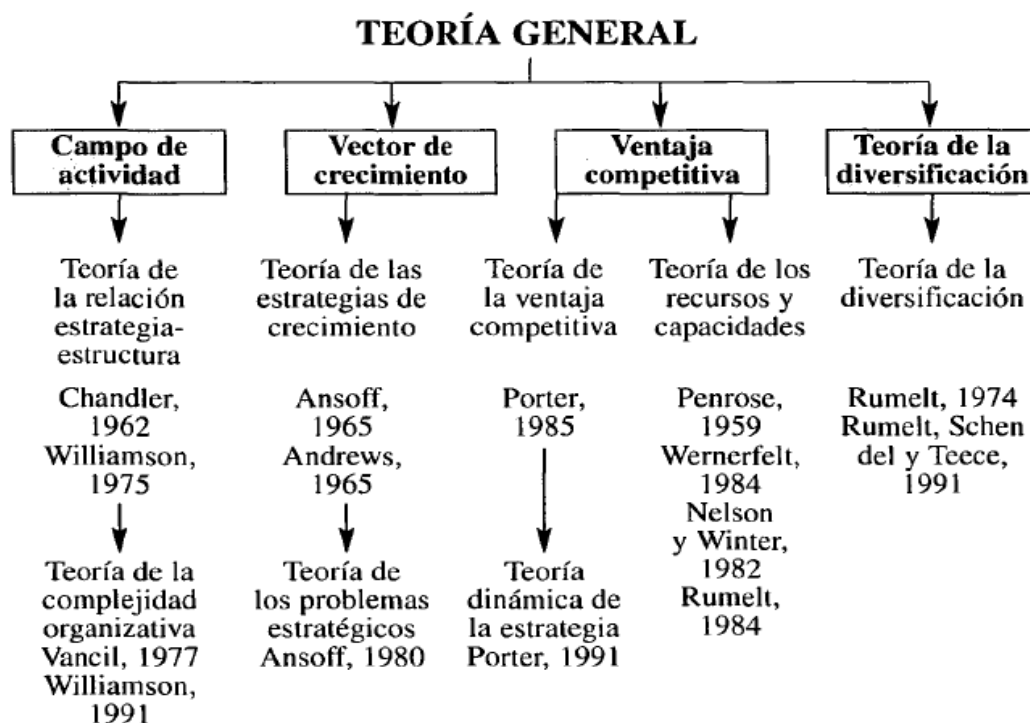 TEORÍA GENERAL
Campo de
actividad
Vector de
crecimiento
Ventaja
competitiva
Teoría de la
diversificación
Teoría de
la relación
estrategia-
estructura
Chandler,
1962
Williamson,
1975
Teoría de la
complejidad
organizativa
Vancil, 1977
Williamson,
1991
Teoría de las
estrategias de
crecimiento
Ansoff,
1965
Andrews,
1965
Teoría de
los problemas
estratégicos
Ansoff, 1980
Teoría de
la ventaja
competitiva
Porter,
1985
Teoría
dinámica de
la estrategia
Porter, 1991
Teoría de los
recursos y
capacidades
Penrose,
1959
Wernerfelt,
1984
Nelson
y Winter,
1982
Rumelt,
1984
Teoría de la
diversificación
Rumelt, 1974
Rumelt, Schen
del y Teece,
1991